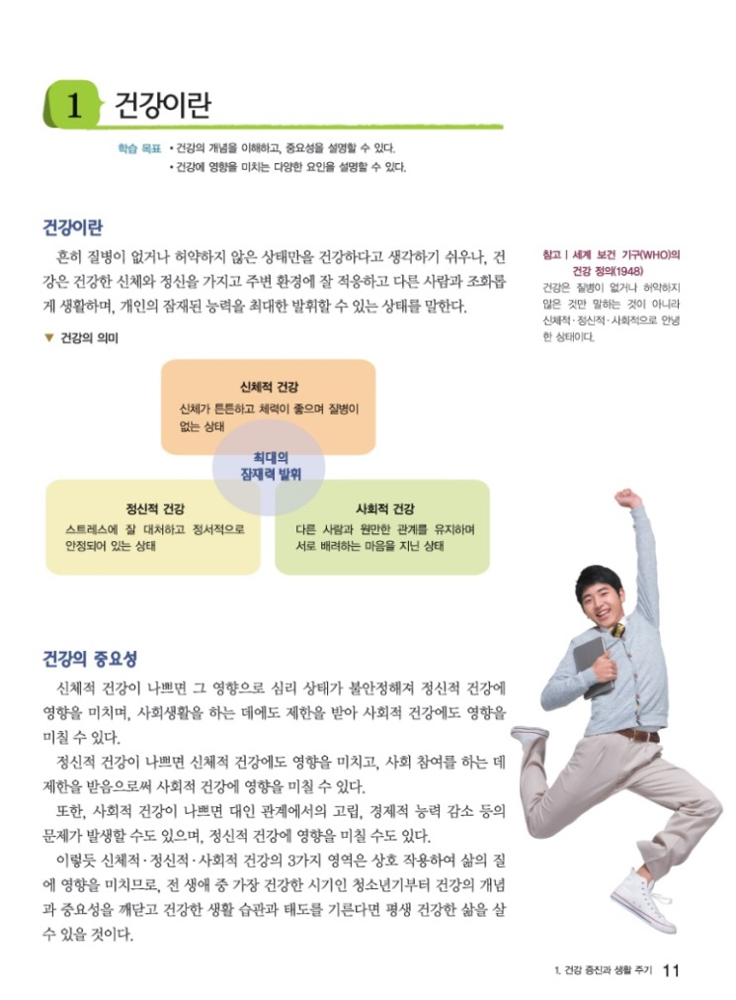 1 건강이란
학습 목표 • 건강의 개념을 이해하고, 중요성을 설명할 수 있다.
• 건강에 영향을 미치는 다양한 요인을 설명할 수 있다.
건강이란
흔히 질병이 없거나 허약하지 않은 상태만을 건강하다고 생각하기 쉬우나, 건
강은 건강한 신체와 정신을 가지고 주변 환경에 잘 적응하고 다른 사람과 조화롭
게 생활하며, 개인의 잠재된 능력을 최대한 발휘할 수 있는 상태를 말한다.
참고 | 세계 보건 기구(WHO)의
건강 정의(1948)
건강은 질병이 없거나 허약하지
않은 것만 말하는 것이 아니라
신체적·정신적·사회적으로 안녕
한 상태이다.
▼ 건강의 의미
신체적 건강
신체가 튼튼하고 체력이 좋으며 질병이
없는 상태
최대의
잠재력 발휘
정신적 건강
스트레스에 잘 대처하고 정서적으로
안정되어 있는 상태
사회적 건강
다른 사람과 원만한 관계를 유지하며
서로 배려하는 마음을 지닌 상태
건강의 중요성
신체적 건강이 나쁘면 그 영향으로 심리 상태가 불안정해져 정신적 건강에
영향을 미치며, 사회생활을 하는 데에도 제한을 받아 사회적 건강에도 영향을
미칠 수 있다.
정신적 건강이 나쁘면 신체적 건강에도 영향을 미치고, 사회 참여를 하는 데
제한을 받음으로써 사회적 건강에 영향을 미칠 수 있다.
또한, 사회적 건강이 나쁘면 대인 관계에서의 고립, 경제적 능력 감소 등의
문제가 발생할 수도 있으며, 정신적 건강에 영향을 미칠 수도 있다.
이렇듯 신체적·정신적·사회적 건강의 3가지 영역은 상호 작용하여 삶의 질
에 영향을 미치므로, 전 생애 중 가장 건강한 시기인 청소년기부터 건강의 개념
과 중요성을 깨닫고 건강한 생활 습관과 태도를 기른다면 평생 건강한 삶을 살
수 있을 것이다.
1. 건강 증진과 생활 주기 11